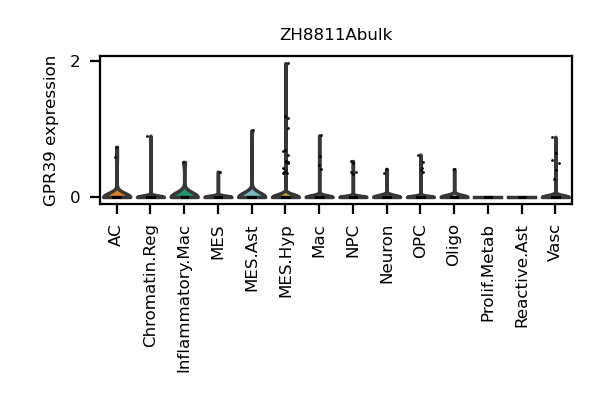 ZH8811Abulk
GPR39 expression
2
0
AC
Chromatin.Reg
Inflammatory.Mac
MES
MES.Ast
MES.Hyp
Mac
NPC
Neuron
OPC
Oligo
Prolif.Metab
Reactive.Ast
Vasc